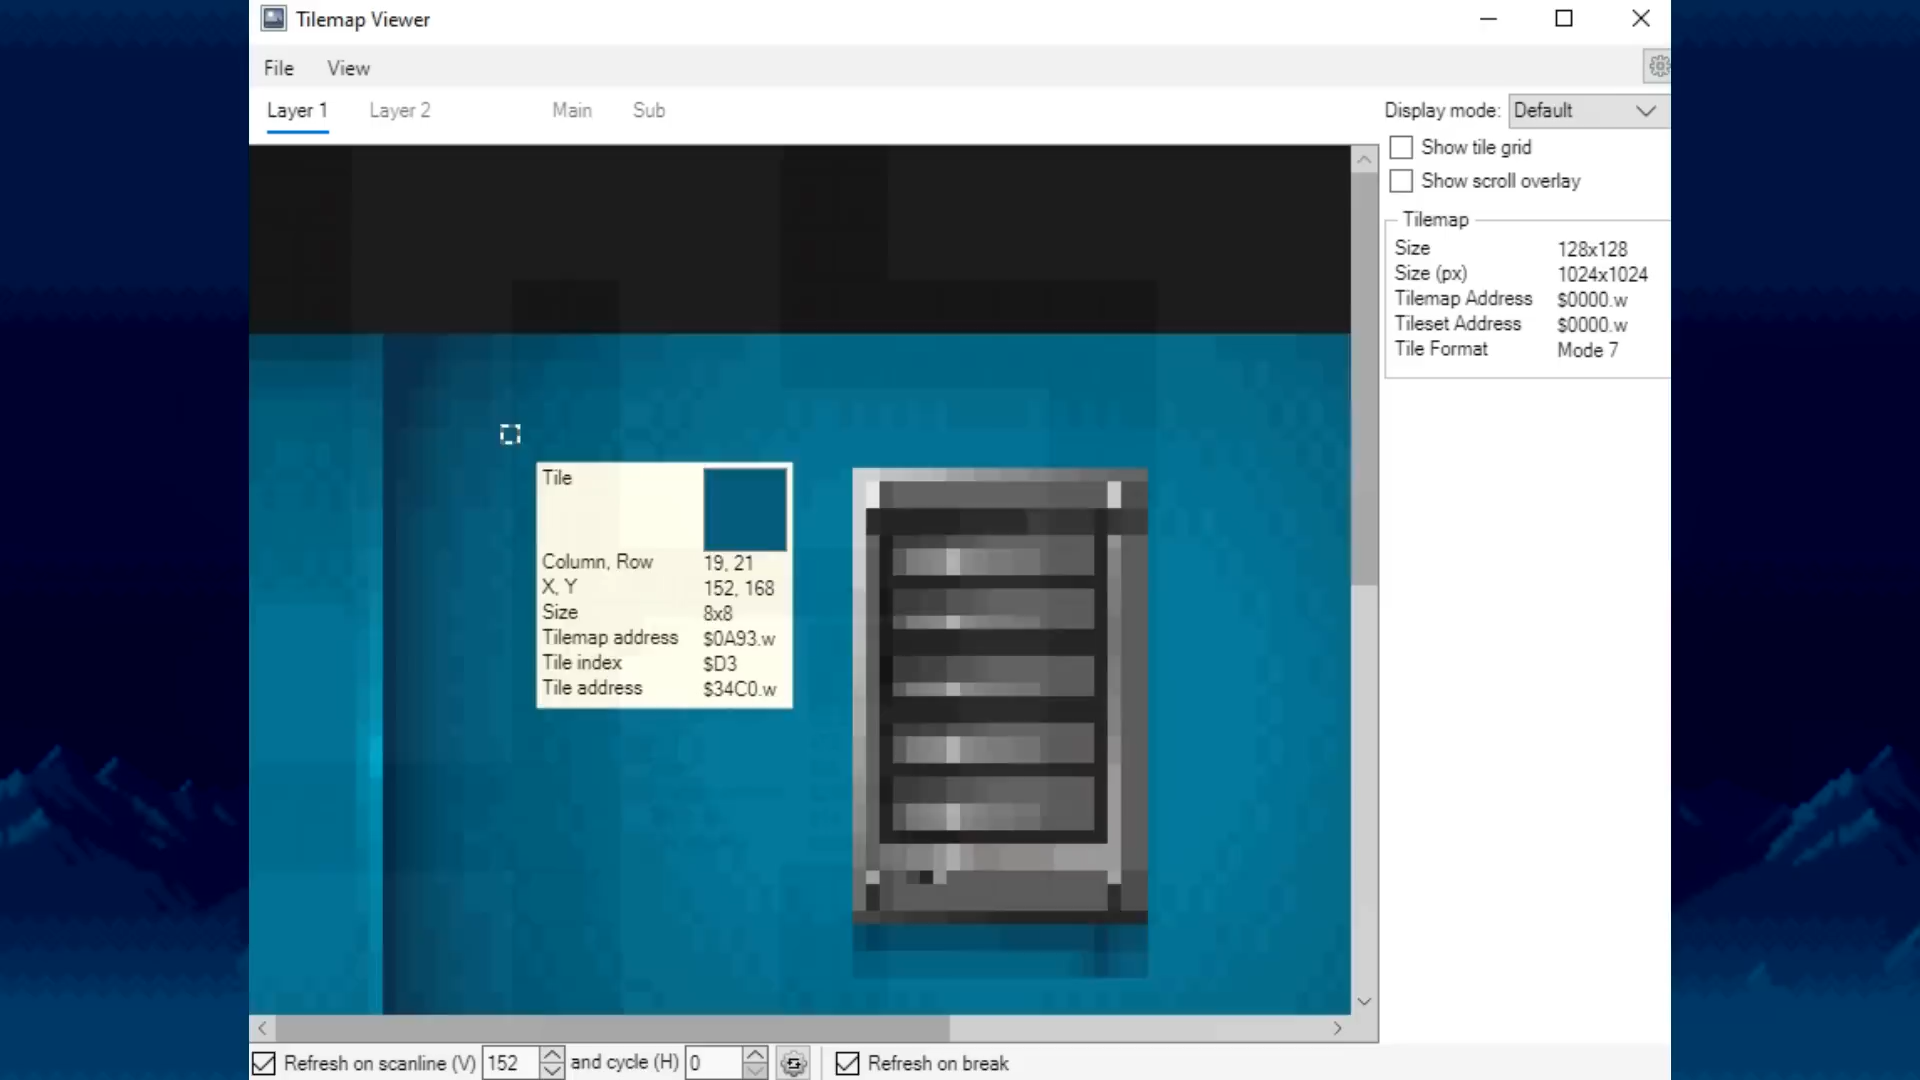 Tilemap Viewer
File View
Layer 1 Layer 2 Main Sub
Display mode: Default
Show tile grid
Show scroll overlay
Tilemap
Size 128x128
Size (px) 1024x1024
Tilemap Address $0000.w
Tileset Address $0000.w
Tile Format Mode 7
Tile
Column, Row 19, 21
X, Y 152, 168
Size 8x8
Tilemap address $0A93.w
Tile index $D3
Tile address $34C0.w
Refresh on scanline (V) 152 and cycle (H) 0 Refresh on break